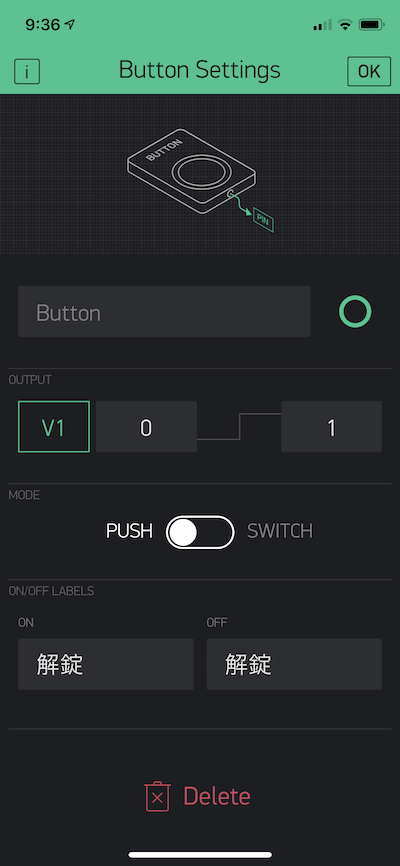 9:36
i
Button Settings
OK
BUTTON
PIN
Button
OUTPUT
V1 0 1
MODE
PUSH SWITCH
ON/OFF LABELS
ON OFF
解錠 解錠
Delete